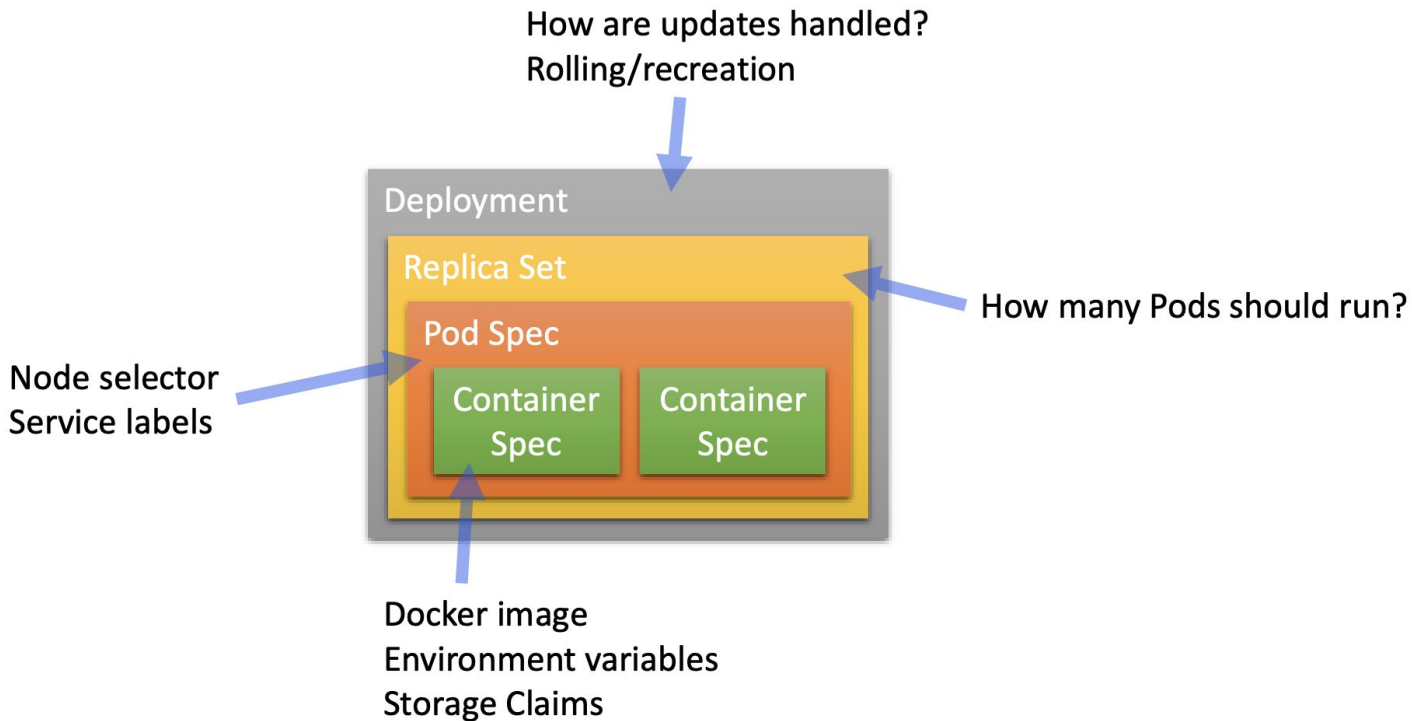 How are updates handled?
Rolling/recreation
Deployment
Replica Set
How many Pods should run?
Pod Spec
Node selector
Service labels
Container
Spec
Container
Spec
Docker image
Environment variables
Storage Claims